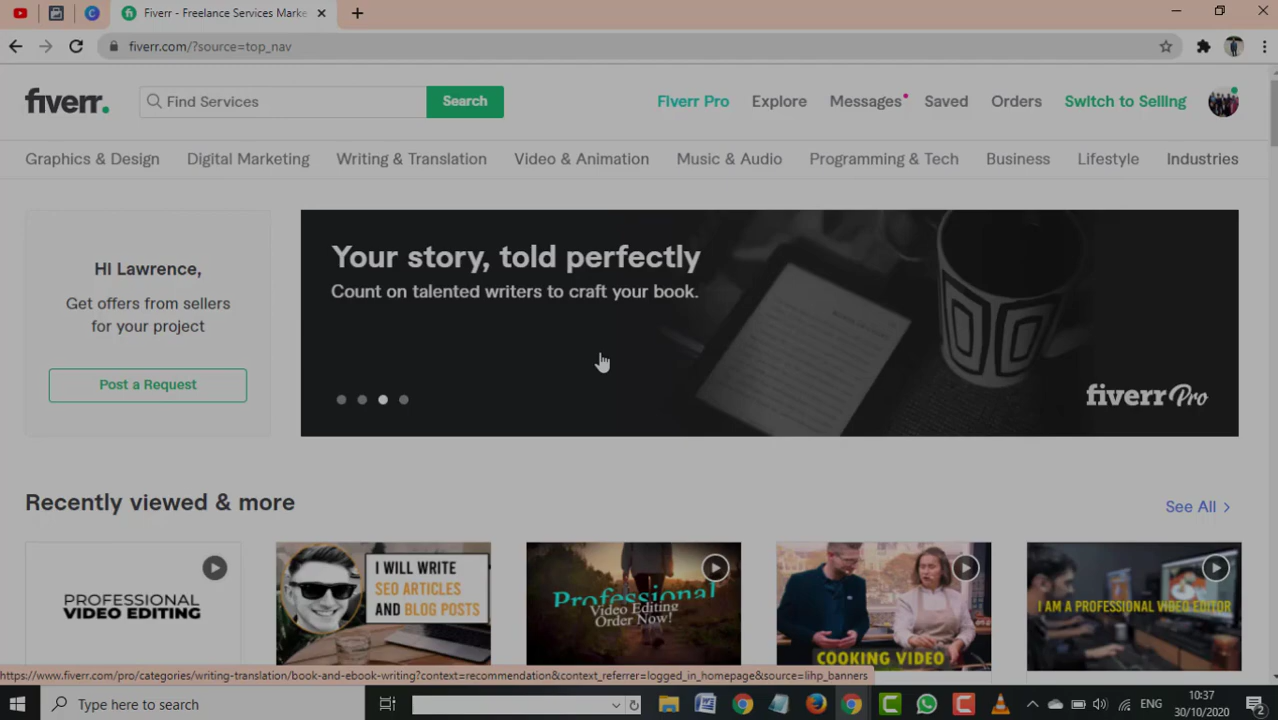 Fiverr - Freelance Services Marke
fiverr.com/?source=top_nav
fiverr.
Find Services
Search
Fiverr Pro
Explore
Messages
Saved
Orders
Switch to Selling
Graphics & Design
Digital Marketing
Writing & Translation
Video & Animation
Music & Audio
Programming & Tech
Business
Lifestyle
Industries
Hi Lawrence,
Get offers from sellers
for your project
Post a Request
Your story, told perfectly
Count on talented writers to craft your book.
fiverr Pro
Recently viewed & more
See All
PROFESSIONAL
VIDEO EDITING
I WILL WRITE
SEO ARTICLES
AND BLOG POSTS
Professional
Video Editing
Order Now!
COOKING VIDEO
I AM A PROFESSIONAL VIDEO EDITOR
https://www.fiverr.com/pro/categories/writing-translation/book-and-ebook-writing?context=recommendation&context_referrer=logged_in_homepage&source=lihp_banners
Type here to search
ENG
10:37
30/10/2020
2